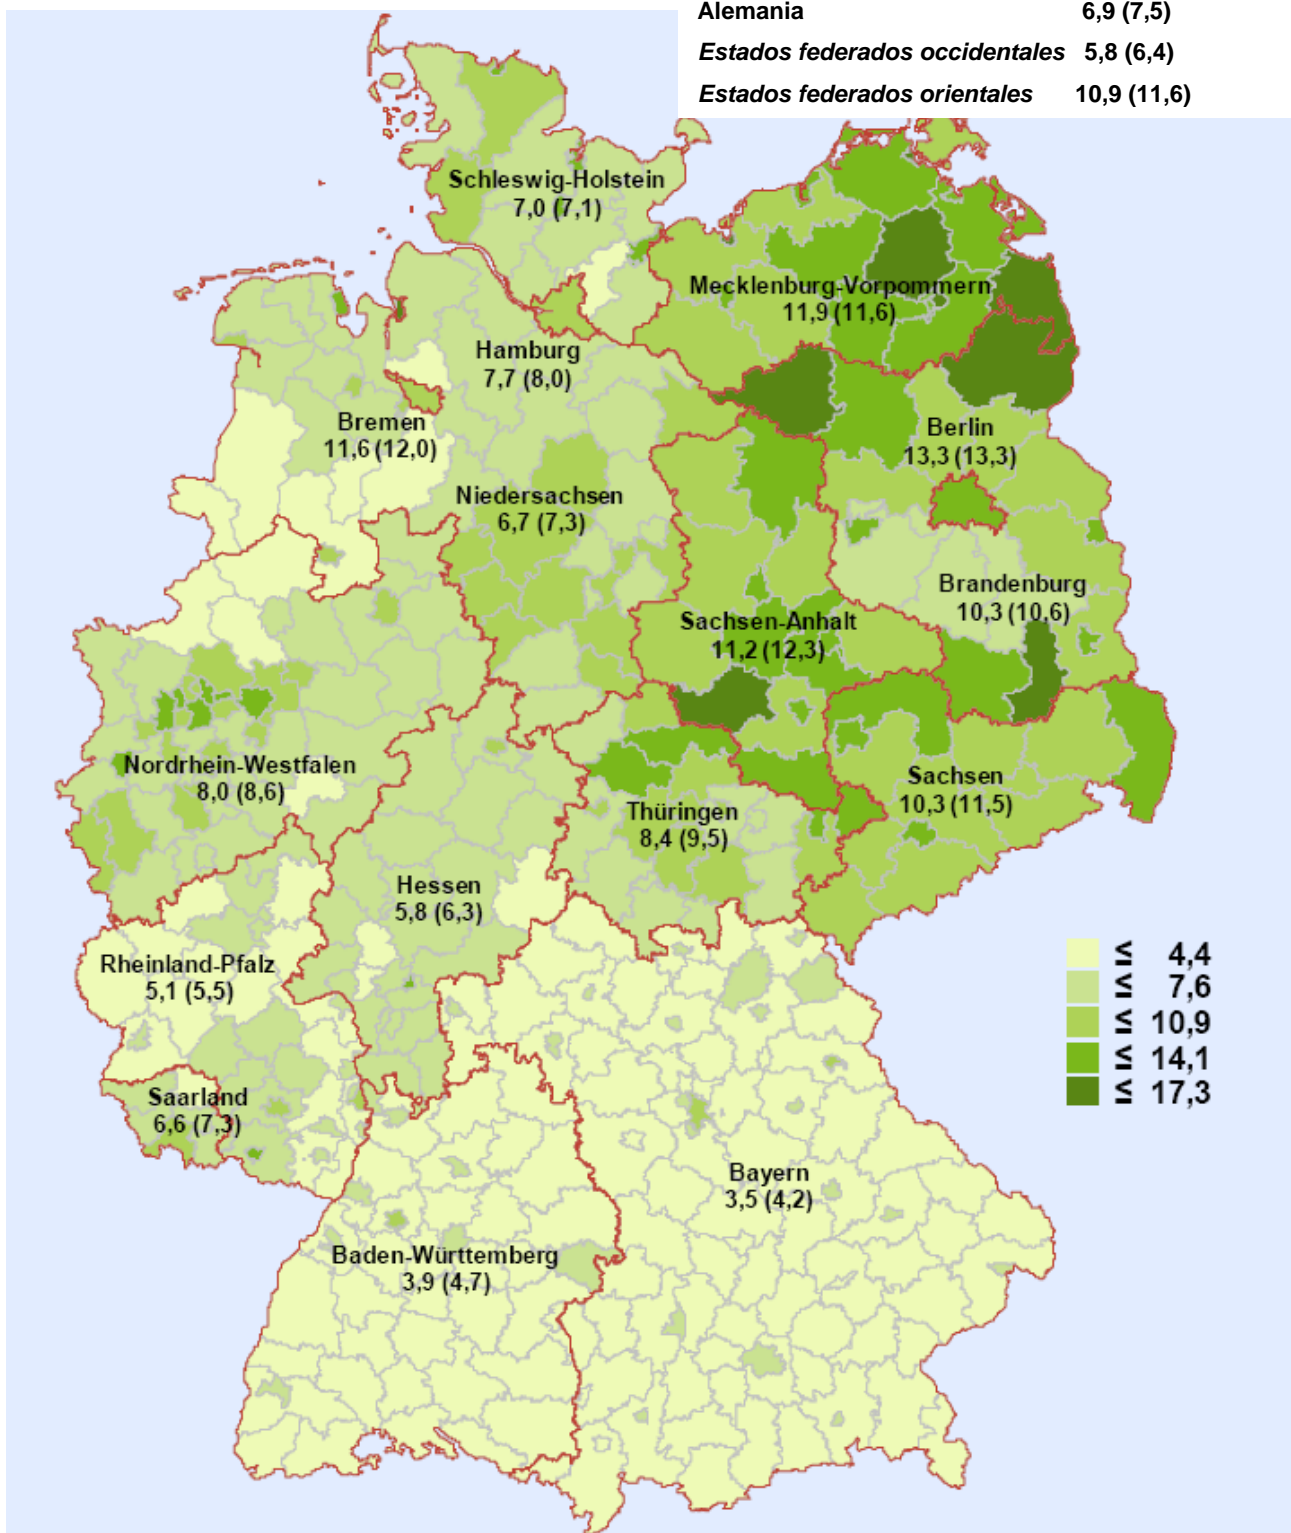 Alemania 6,9 (7,5)
Estados federados occidentales 5,8 (6,4)
Estados federados orientales 10,9 (11,6)
Schleswig-Holstein
7,0 (7,1)
Mecklenburg-Vorpommern
11,9 (11,6)
Hamburg
7,7 (8,0)
Bremen
11,6 (12,0)
Berlin
13,3 (13,3)
Niedersachsen
6,7 (7,3)
Brandenburg
10,3 (10,6)
Sachsen-Anhalt
11,2 (12,3)
Nordrhein-Westfalen
8,0 (8,6)
Sachsen
10,3 (11,5)
Thüringen
8,4 (9,5)
Hessen
5,8 (6,3)
Rheinland-Pfalz
5,1 (5,5)
≤ 4,4
≤ 7,6
≤ 10,9
≤ 14,1
≤ 17,3
Saarland
6,6 (7,3)
Bayern
3,5 (4,2)
Baden-Württemberg
3,9 (4,7)